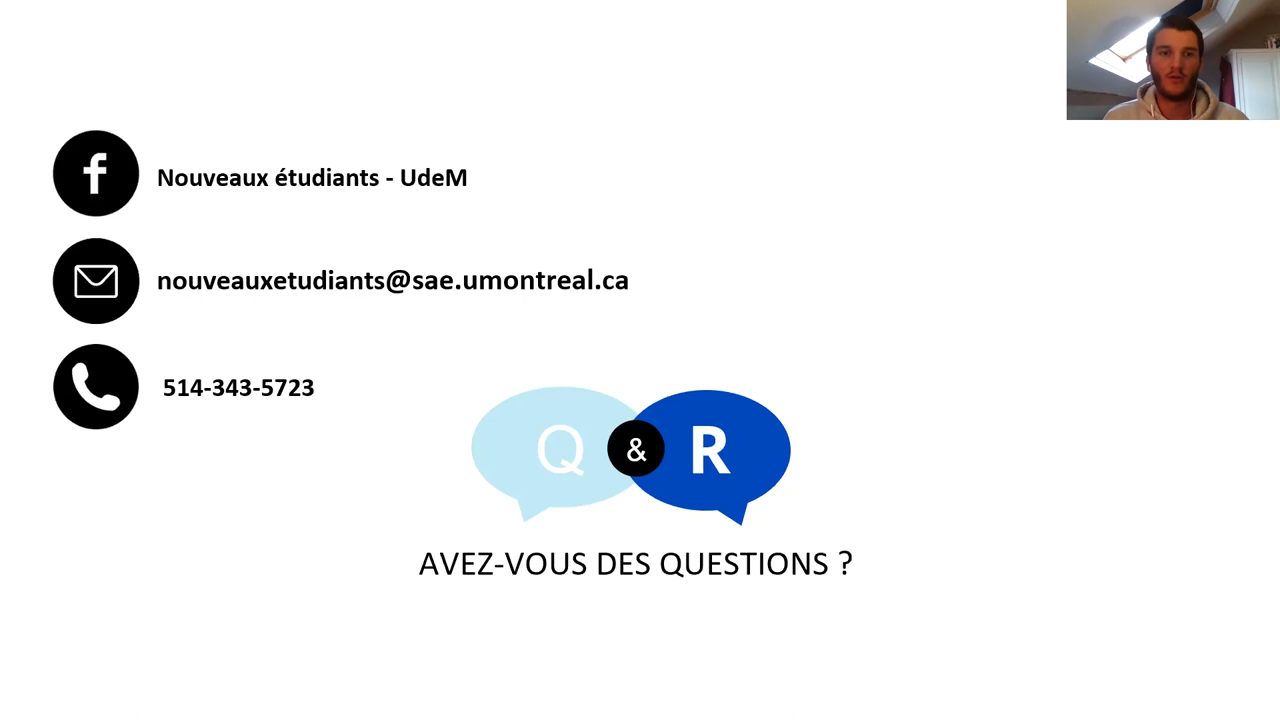 Nouveaux étudiants - UdeM
nouveauxetudiants@sae.umontreal.ca
514-343-5723
Q & R
AVEZ-VOUS DES QUESTIONS ?